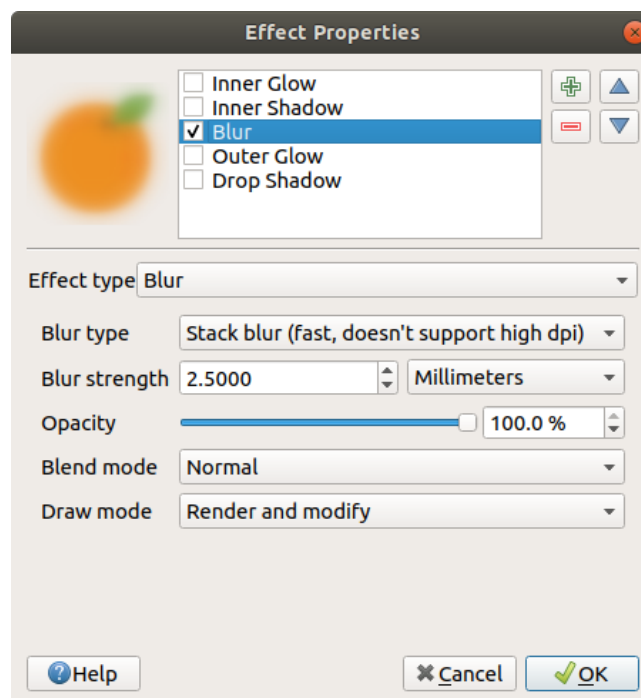 Effect Properties
Inner Glow
Inner Shadow
Blur
Outer Glow
Drop Shadow
Effect type Blur
Blur type Stack blur (fast, doesn't support high dpi)
Blur strength 2.5000 Millimeters
Opacity 100.0 %
Blend mode Normal
Draw mode Render and modify
Help Cancel OK